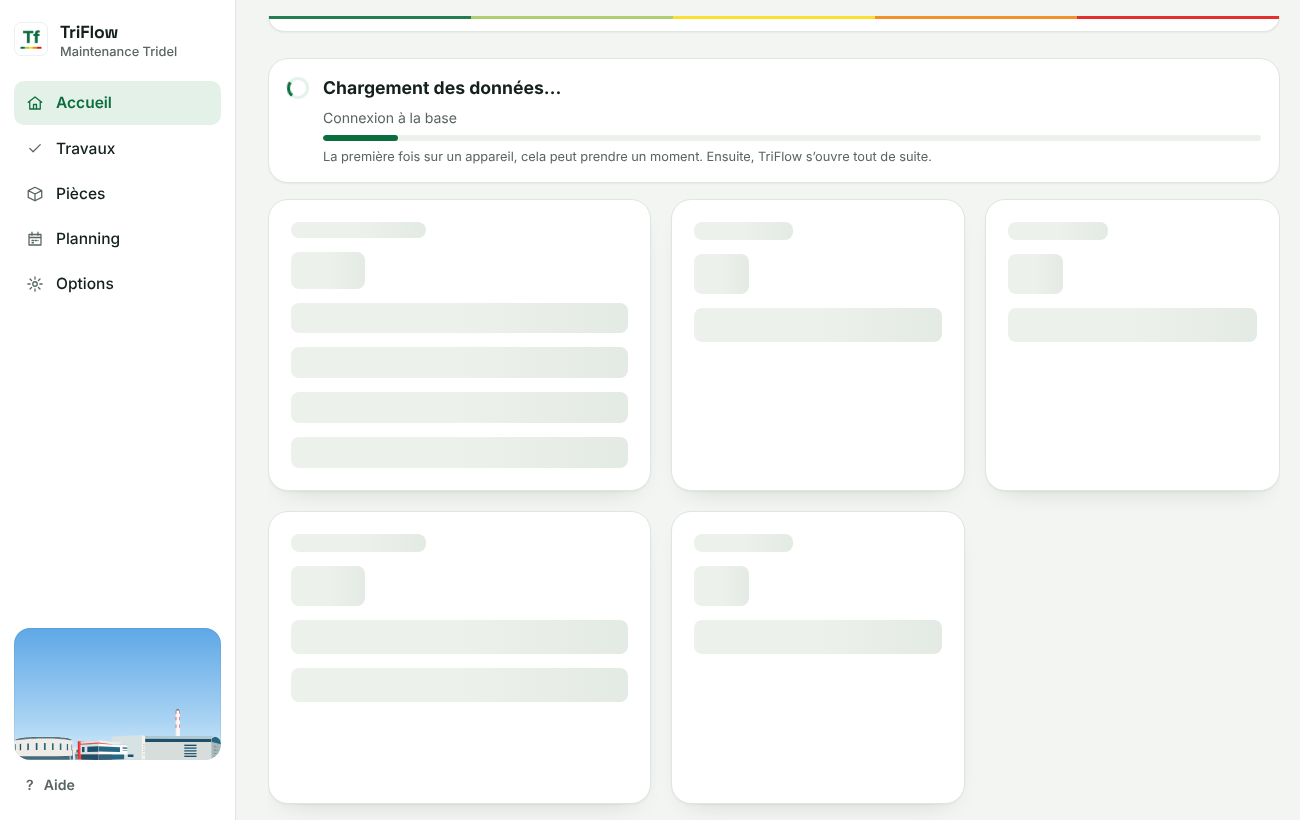 Tf
TriFlow
Maintenance Tridel
Accueil
Travaux
Pièces
Planning
Options
? Aide
Chargement des données…
Connexion à la base
La première fois sur un appareil, cela peut prendre un moment. Ensuite, TriFlow s’ouvre tout de suite.